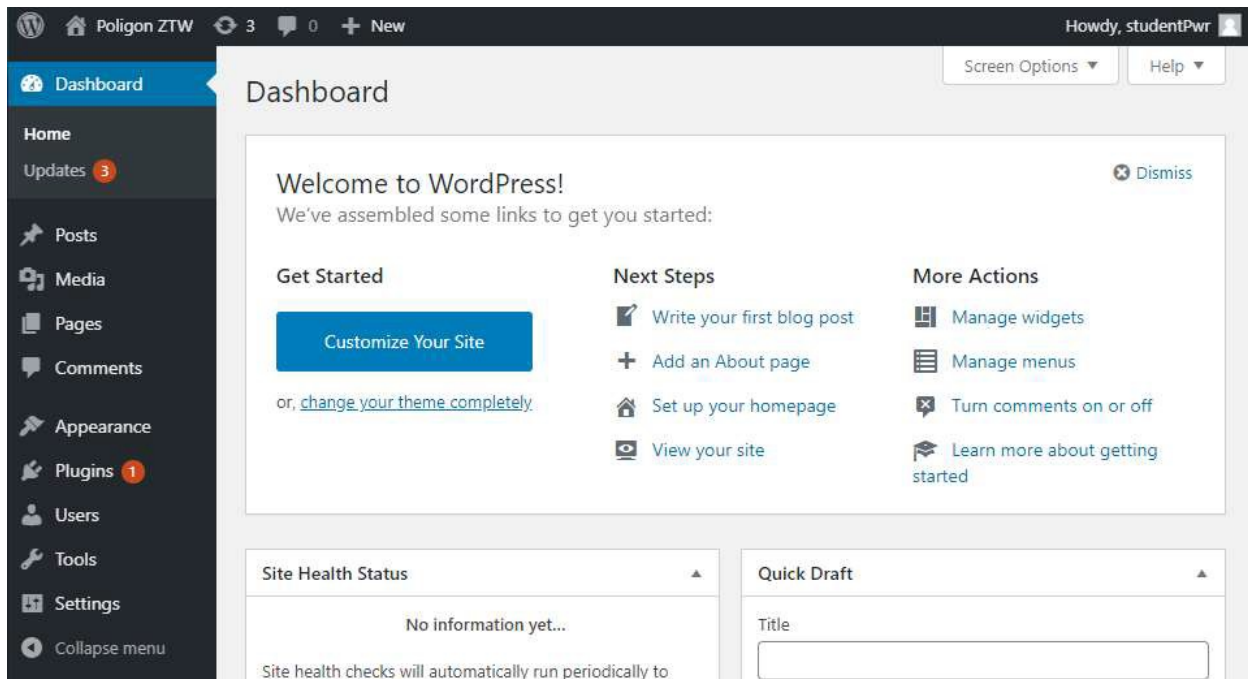 Poligon ZTW 3 0 New Howdy, studentPwr
Dashboard
Home
Updates 3
Posts
Media
Pages
Comments
Appearance
Plugins 1
Users
Tools
Settings
Collapse menu
Screen Options Help
Dashboard
Welcome to WordPress!
Dismiss
We've assembled some links to get you started:
Get Started
Customize Your Site
or, change your theme completely
Next Steps
Write your first blog post
Add an About page
Set up your homepage
View your site
More Actions
Manage widgets
Manage menus
Turn comments on or off
Learn more about getting
started
Site Health Status
No information yet...
Site health checks will automatically run periodically to
Quick Draft
Title